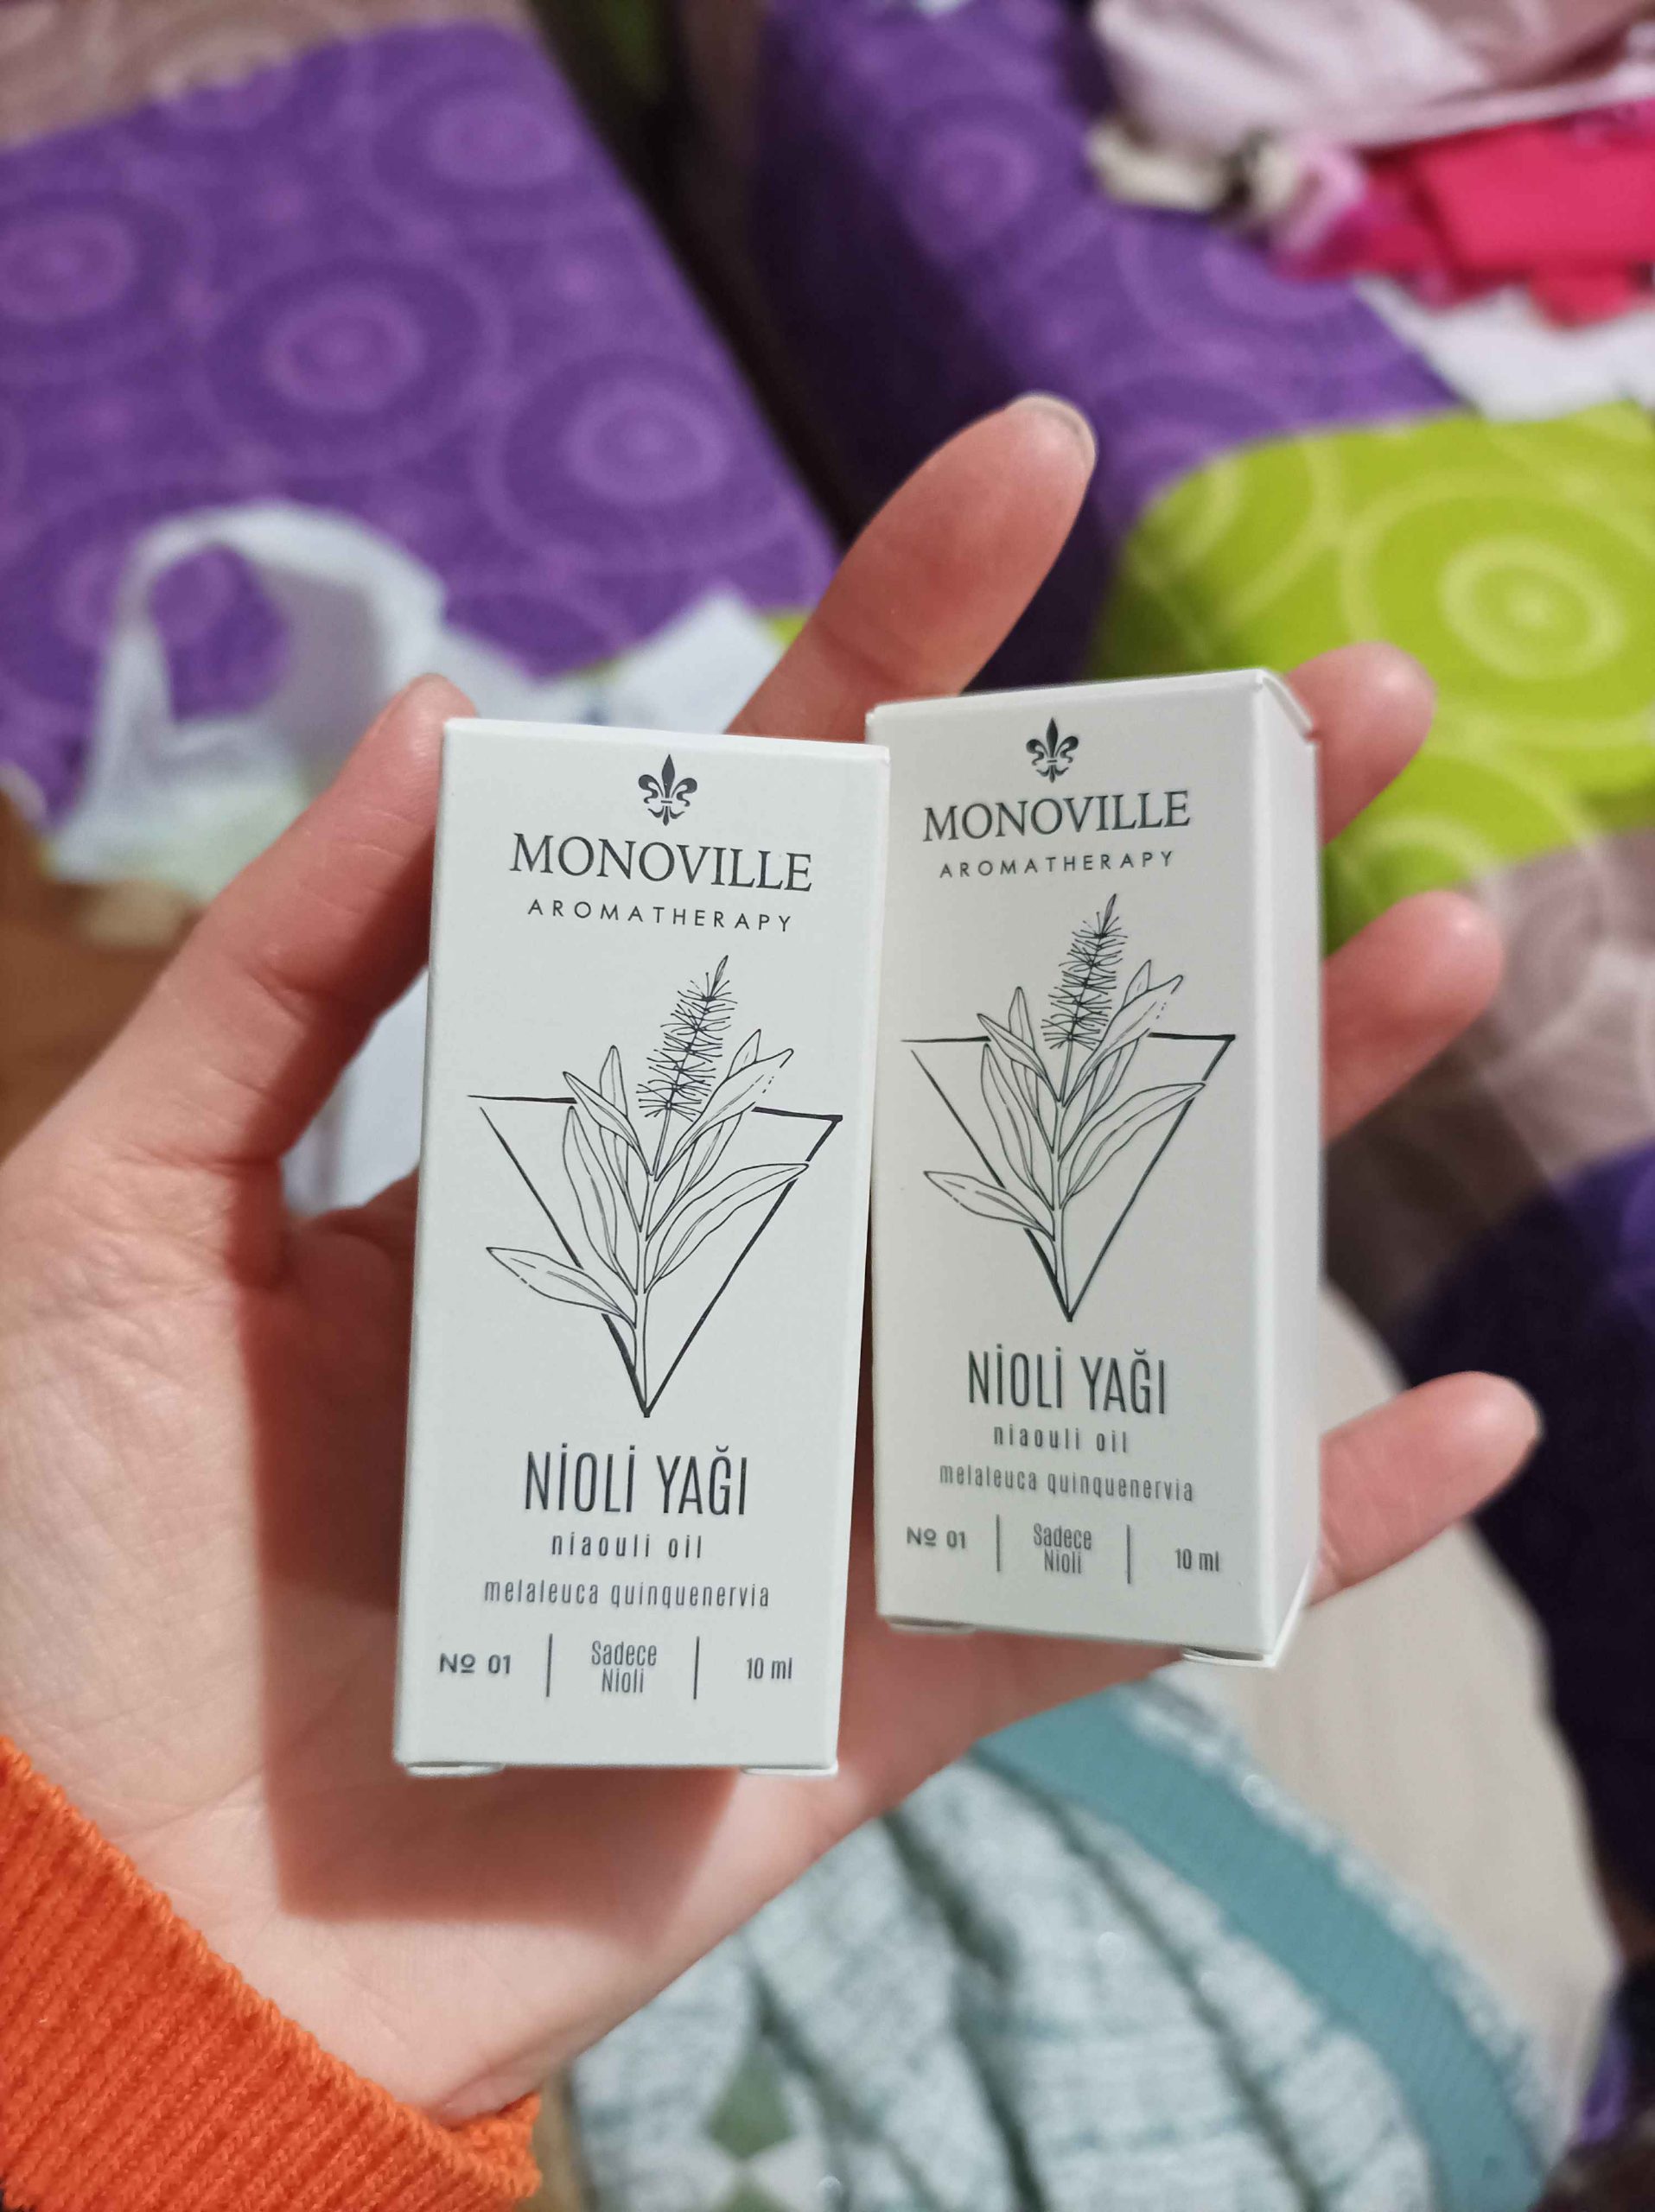 MONOVILLE
AROMATHERAPY
NİOLİ YAĞI
niaouli oil
melaleuca quinquenervia
Nº 01 | Sadece Nioli | 10 ml
MONOVILLE
AROMATHERAPY
NİOLİ YAĞI
niaouli oil
melaleuca quinquenervia
Nº 01 | Sadece Nioli | 10 ml